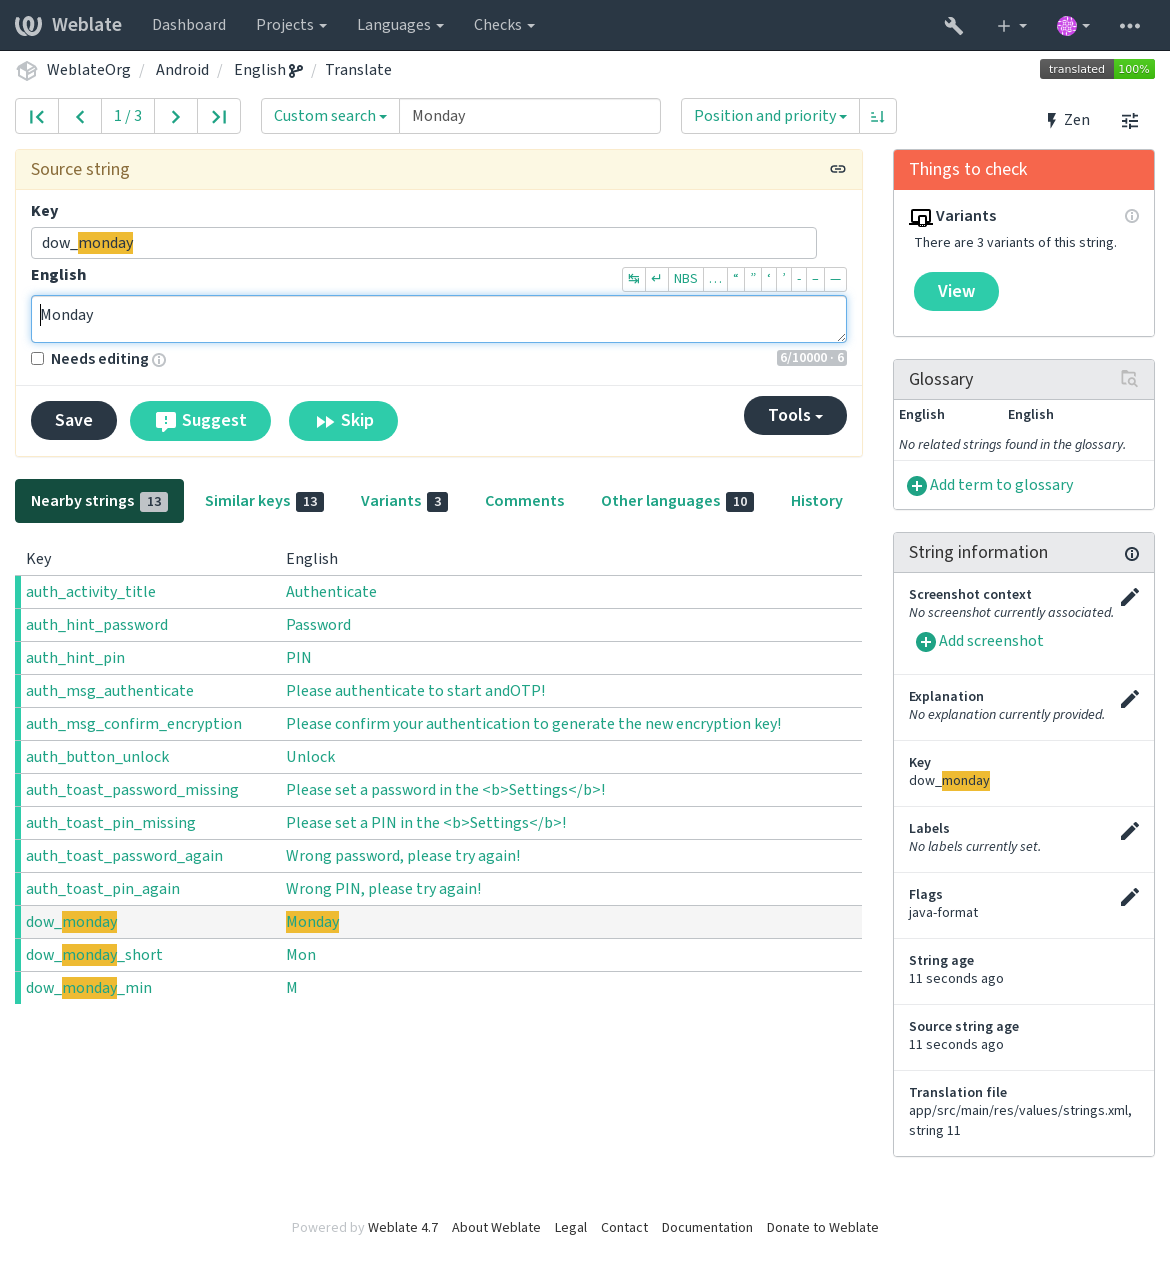 Weblate Dashboard Projects Languages Checks
WeblateOrg / Android / English / Translate
translated 100%
1 / 3 Custom search Monday Position and priority Zen
Source string
Key
dow_monday
English
↹ ↵ NBS … “ ” ‘ ’ - – —
Monday
Needs editing 6/10000 · 6
Save Suggest Skip Tools
Nearby strings 13 Similar keys 13 Variants 3 Comments Other languages 10 History
Key English
auth_activity_title Authenticate
auth_hint_password Password
auth_hint_pin PIN
auth_msg_authenticate Please authenticate to start andOTP!
auth_msg_confirm_encryption Please confirm your authentication to generate the new encryption key!
auth_button_unlock Unlock
auth_toast_password_missing Please set a password in the <b>Settings</b>!
auth_toast_pin_missing Please set a PIN in the <b>Settings</b>!
auth_toast_password_again Wrong password, please try again!
auth_toast_pin_again Wrong PIN, please try again!
dow_monday Monday
dow_monday_short Mon
dow_monday_min M
Things to check
Variants
There are 3 variants of this string.
View
Glossary
English English
No related strings found in the glossary.
Add term to glossary
String information
Screenshot context
No screenshot currently associated.
Add screenshot
Explanation
No explanation currently provided.
Key
dow_monday
Labels
No labels currently set.
Flags
java-format
String age
11 seconds ago
Source string age
11 seconds ago
Translation file
app/src/main/res/values/strings.xml,
string 11
Powered by Weblate 4.7 About Weblate Legal Contact Documentation Donate to Weblate